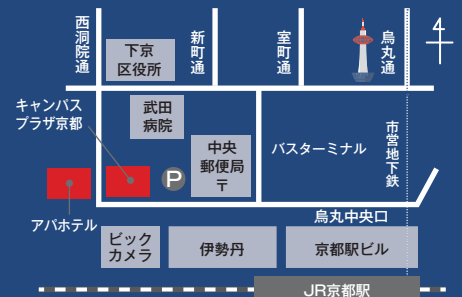 西洞院通
新町通
室町通
烏丸通
下京
区役所
キャンパス
プラザ京都
武田
病院
中央
郵便局
〒
P
バスターミナル
市営地下鉄
アパホテル
烏丸中央口
ビック
カメラ
伊勢丹
京都駅ビル
JR京都駅